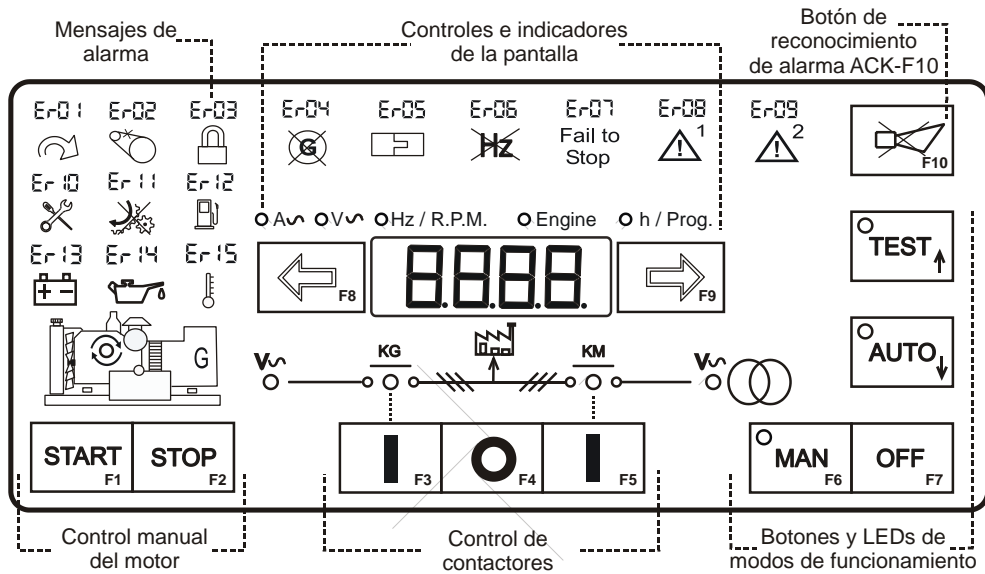 Mensajes de
alarma
Controles e indicadores
de la pantalla
Botón de
reconocimiento
de alarma ACK-F10
Er01 Er02 Er03 Er04 Er05 Er06 Er07 Er08 Er09
G Hz Fail to
Stop
1 2
F10
Er10 Er11 Er12
A V Hz / R.P.M. Engine h / Prog.
TEST
Er13 Er14 Er15
F8 8.8.8.8. F9
G
V KG KM V
AUTO
START F1 STOP F2
F3 F4 F5
MAN F6 OFF F7
Control manual
del motor
Control de
contactores
Botones y LEDs de
modos de funcionamiento